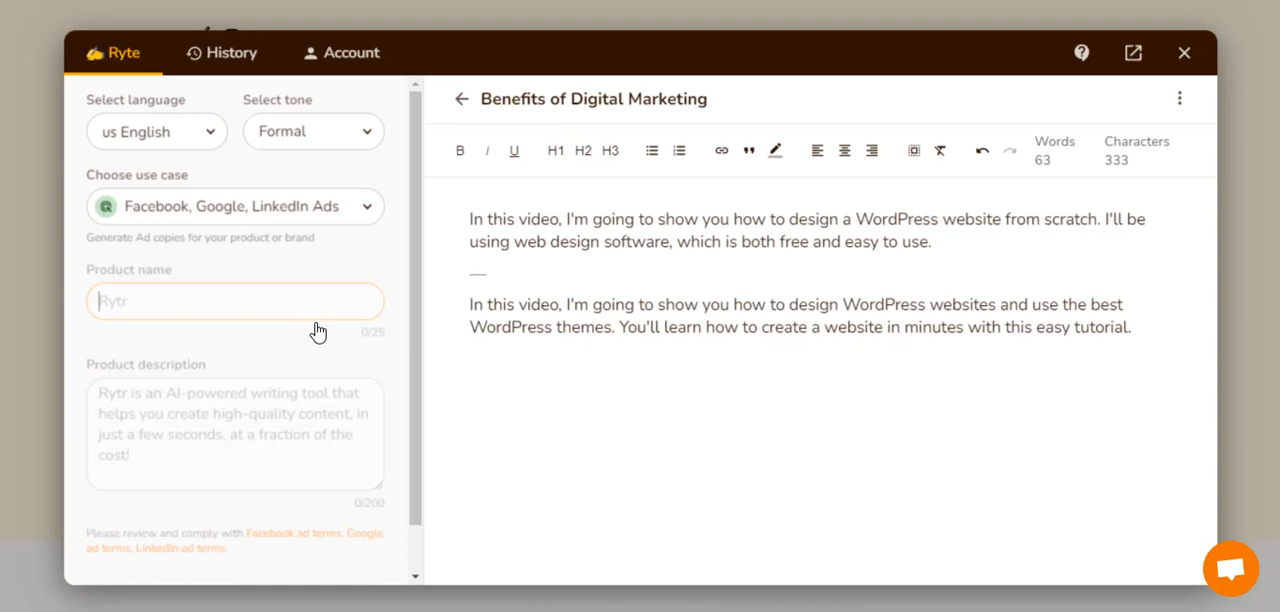 Ryte
History
Account
Select language
Select tone
us English
Formal
Choose use case
Facebook, Google, LinkedIn Ads
Generate Ad copies for your product or brand
Product name
Rytr
0/25
Product description
Rytr is an AI-powered writing tool that
helps you create high-quality content, in
just a few seconds, at a fraction of the
cost!
0/200
Please review and comply with Facebook ad terms, Google
ad terms, LinkedIn ad terms.
Benefits of Digital Marketing
B i U H1 H2 H3
Words
63
Characters
333
In this video, I'm going to show you how to design a WordPress website from scratch. I'll be
using web design software, which is both free and easy to use.
—
In this video, I'm going to show you how to design WordPress websites and use the best
WordPress themes. You'll learn how to create a website in minutes with this easy tutorial.